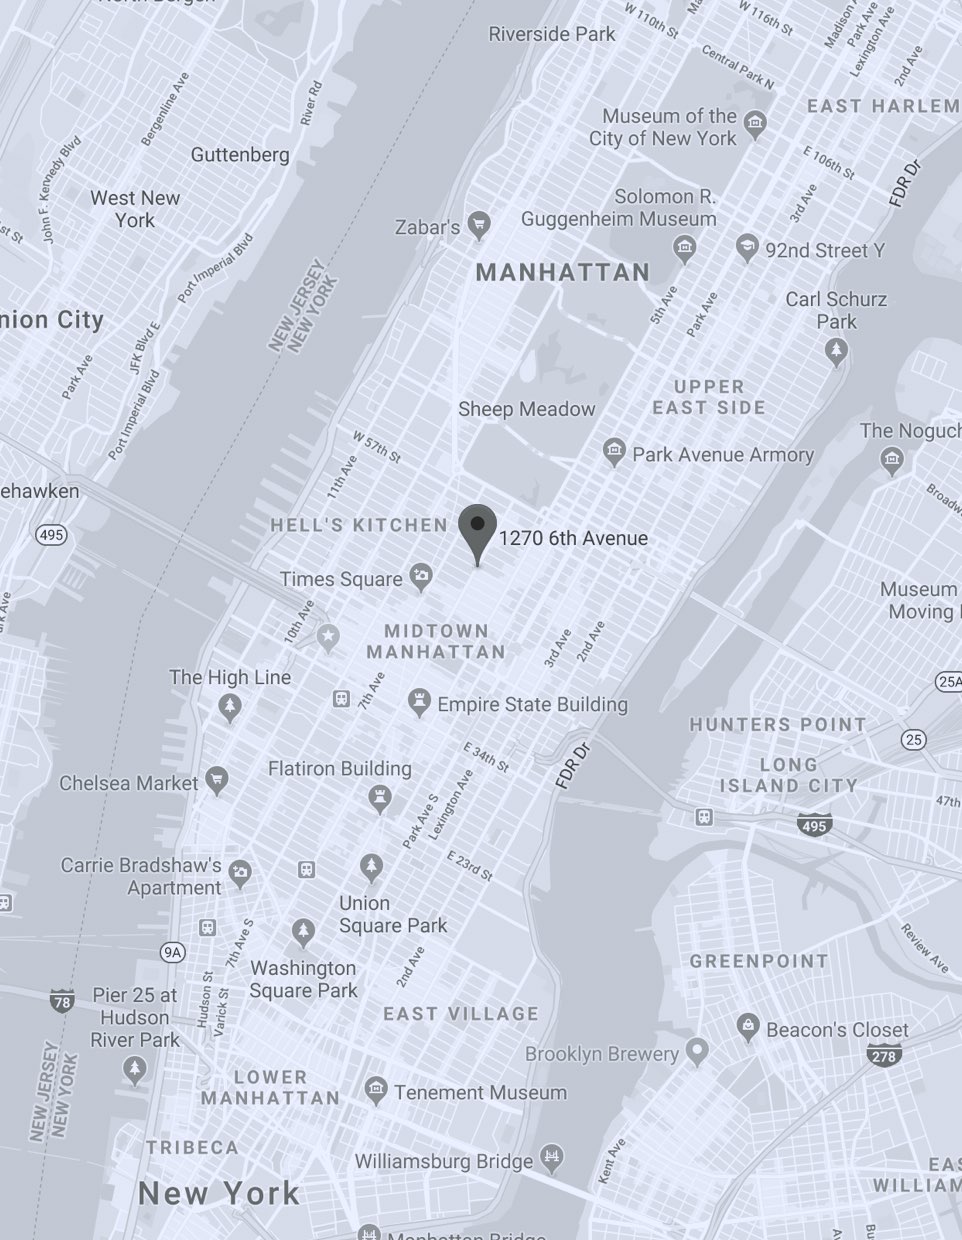 North Bergen
Riverside Park
W 110th St
W 116th St
Madison
Park Ave
Lexington Ave
2nd Ave
Central Park N
EAST HARLEM
Bergenline Ave
River Rd
Museum of the
City of New York
John F. Kennedy Blvd
Guttenberg
E 106th St
FDR Dr
West New
York
Solomon R.
Guggenheim Museum
3rd Ave
Zabar's
92nd Street Y
Port Imperial Blvd
MANHATTAN
NEW JERSEY
NEW YORK
nion City
5th Ave
Park Ave
Carl Schurz
Park
JFK Blvd E
Park Ave
Port Imperial Blvd
UPPER
EAST SIDE
Sheep Meadow
W 57th St
The Noguch
Park Avenue Armory
11th Ave
ehawken
Broadw
495
HELL'S KITCHEN
1270 6th Avenue
Times Square
Museum
Moving
10th Ave
MIDTOWN
MANHATTAN
3rd Ave
2nd Ave
The High Line
7th Ave
25A
Empire State Building
HUNTERS POINT
25
E 34th St
FDR Dr
LONG
ISLAND CITY
Flatiron Building
Chelsea Market
Park Ave S
Lexington Ave
47th
495
Carrie Bradshaw's
Apartment
E 23rd St
Union
Square Park
7th Ave S
9A
Washington
Square Park
2nd Ave
Review Ave
GREENPOINT
78
Pier 25 at
Hudson
River Park
Hudson St
Varick St
EAST VILLAGE
Beacon's Closet
Brooklyn Brewery
278
NEW JERSEY
NEW YORK
LOWER
MANHATTAN
Tenement Museum
TRIBECA
Williamsburg Bridge
Kent Ave
EAS
WILLIAM
New York
Manhattan Bridge